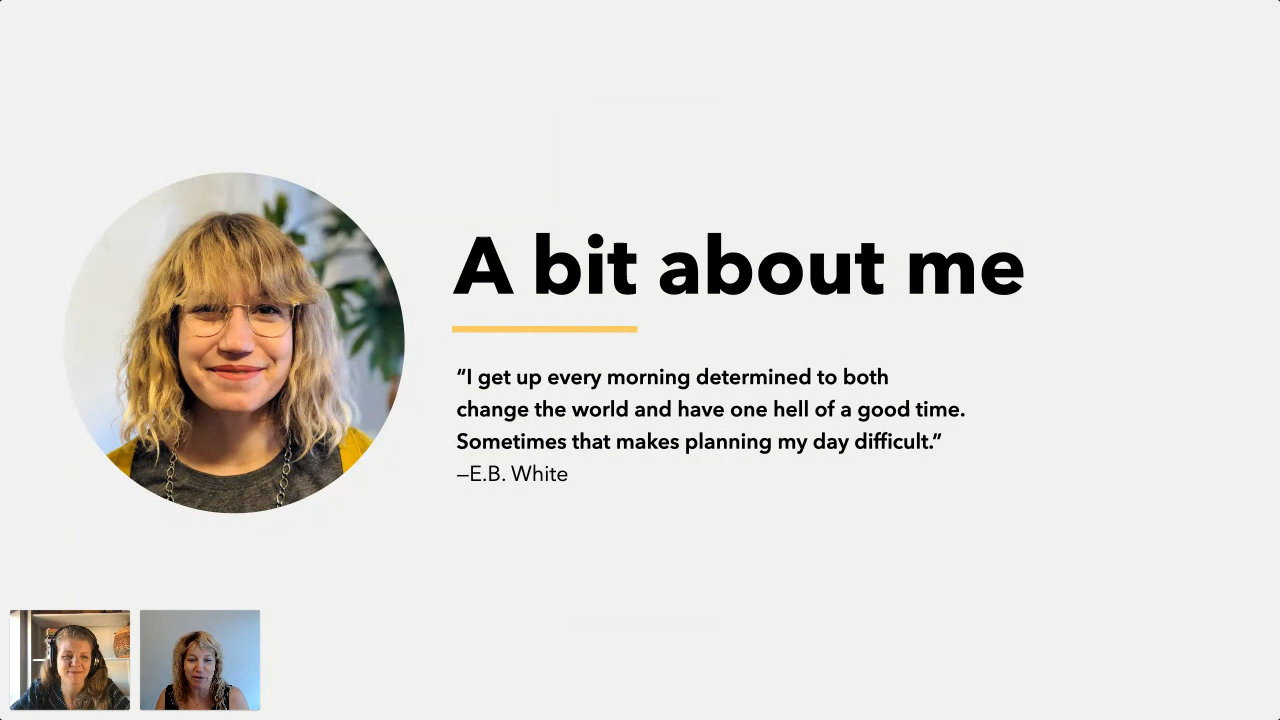 A bit about me
“I get up every morning determined to both
change the world and have one hell of a good time.
Sometimes that makes planning my day difficult.”
–E.B. White